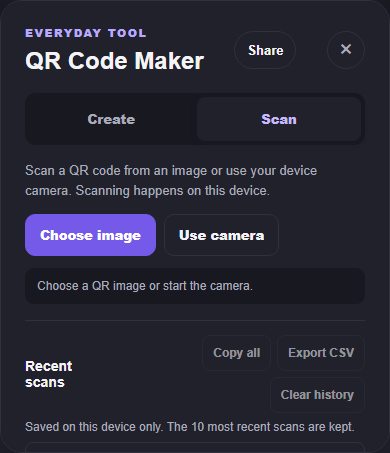 EVERYDAY TOOL
QR Code Maker
Share
✕
Create
Scan
Scan a QR code from an image or use your device
camera. Scanning happens on this device.
Choose image
Use camera
Choose a QR image or start the camera.
Recent
scans
Copy all
Export CSV
Clear history
Saved on this device only. The 10 most recent scans are kept.